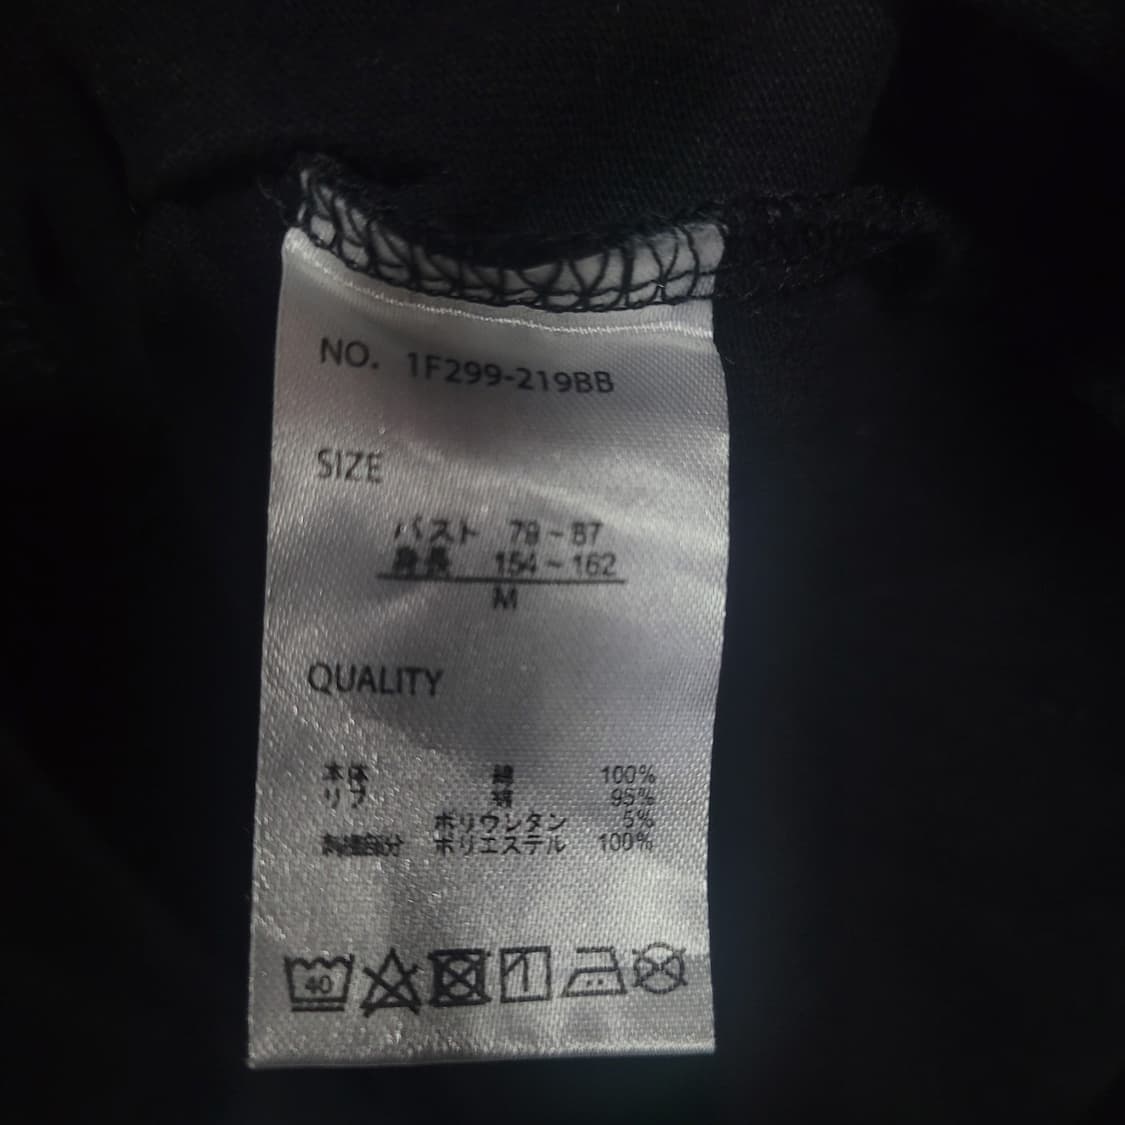 NO. 1F299-219BB
SIZE
バスト 79~87
身長 154~162
M
QUALITY
本体 綿 100%
リブ 綿 95%
ポリウレタン 5%
刺繍部分 ポリエステル 100%
40